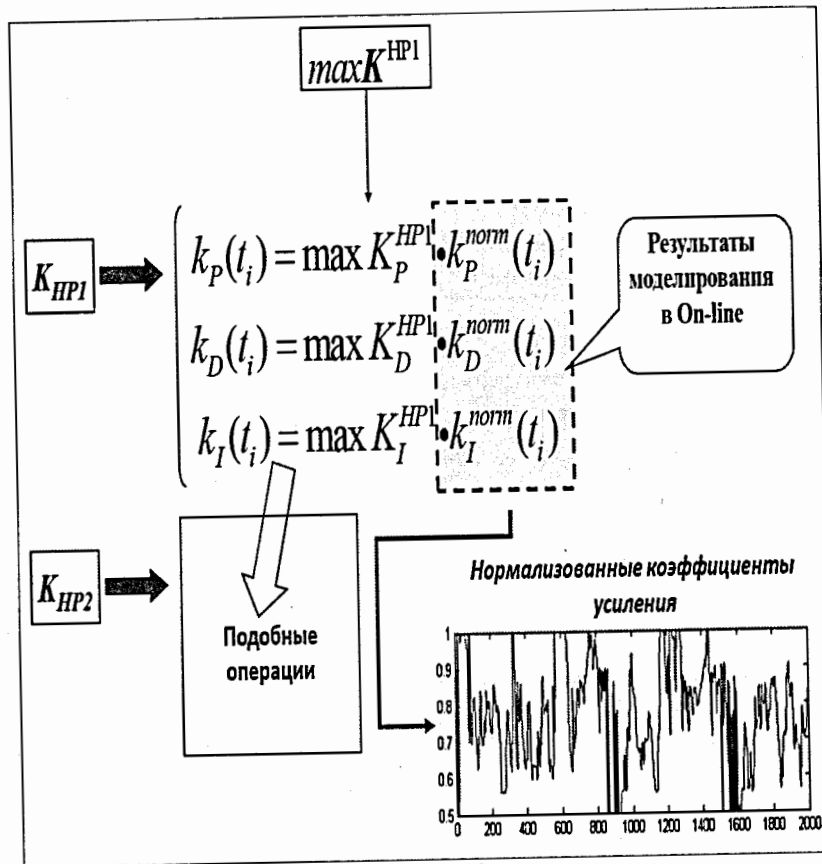 maxK^HP1
K_HP1
k_P(t_i) = max K_P^HP1 • k_P^norm(t_i)
k_D(t_i) = max K_D^HP1 • k_D^norm(t_i)
k_I(t_i) = max K_I^HP1 • k_I^norm(t_i)
Результаты
моделирования
в On-line
K_HP2
Подобные
операции
Нормализованные коэффициенты
усиления
1
0.9
0.8
0.7
0.6
0.5
0 200 400 600 800 1000 1200 1400 1600 1800 2000